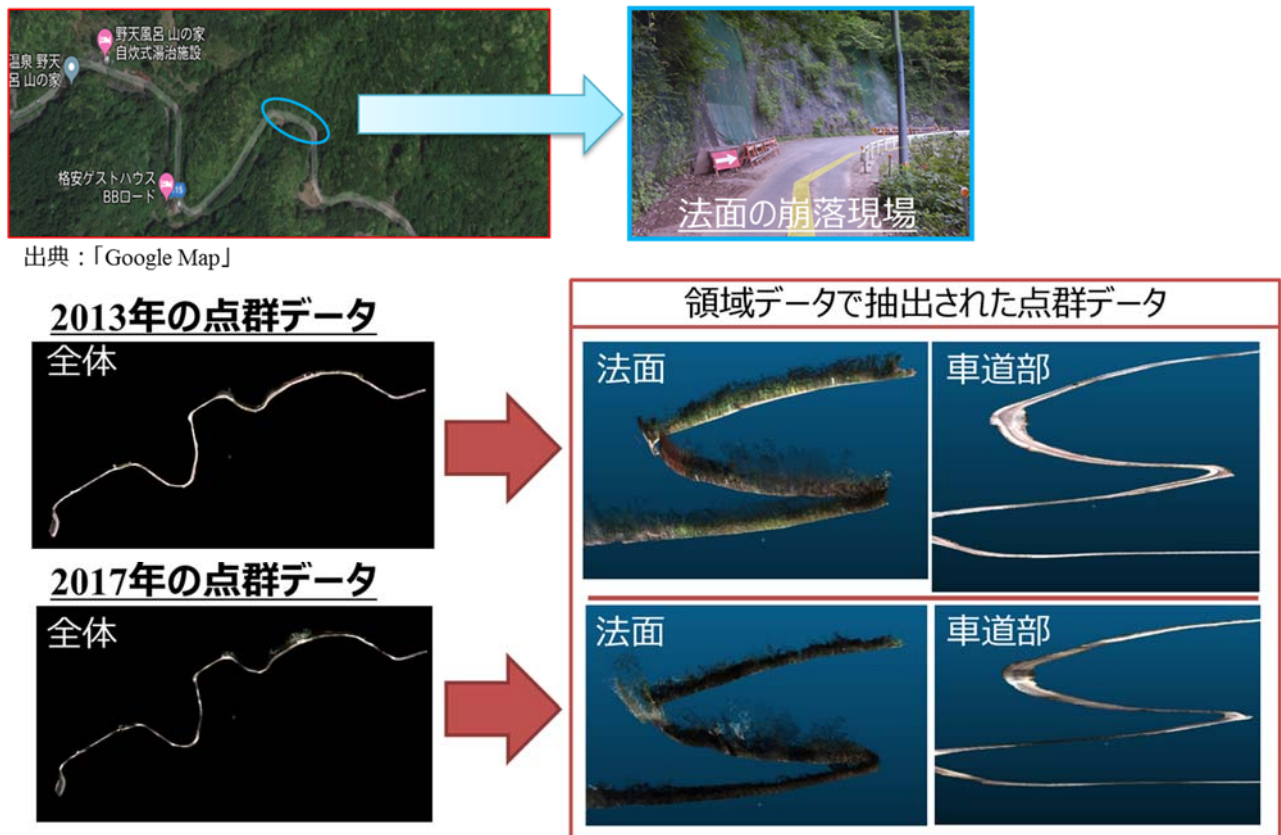 野天風呂 山の家
自炊式湯治施設
温泉 野天
呂 山の家
格安ゲストハウス
BBロード
法面の崩落現場
出典：「Google Map」
2013年の点群データ
全体
領域データで抽出された点群データ
法面
車道部
2017年の点群データ
全体
法面
車道部